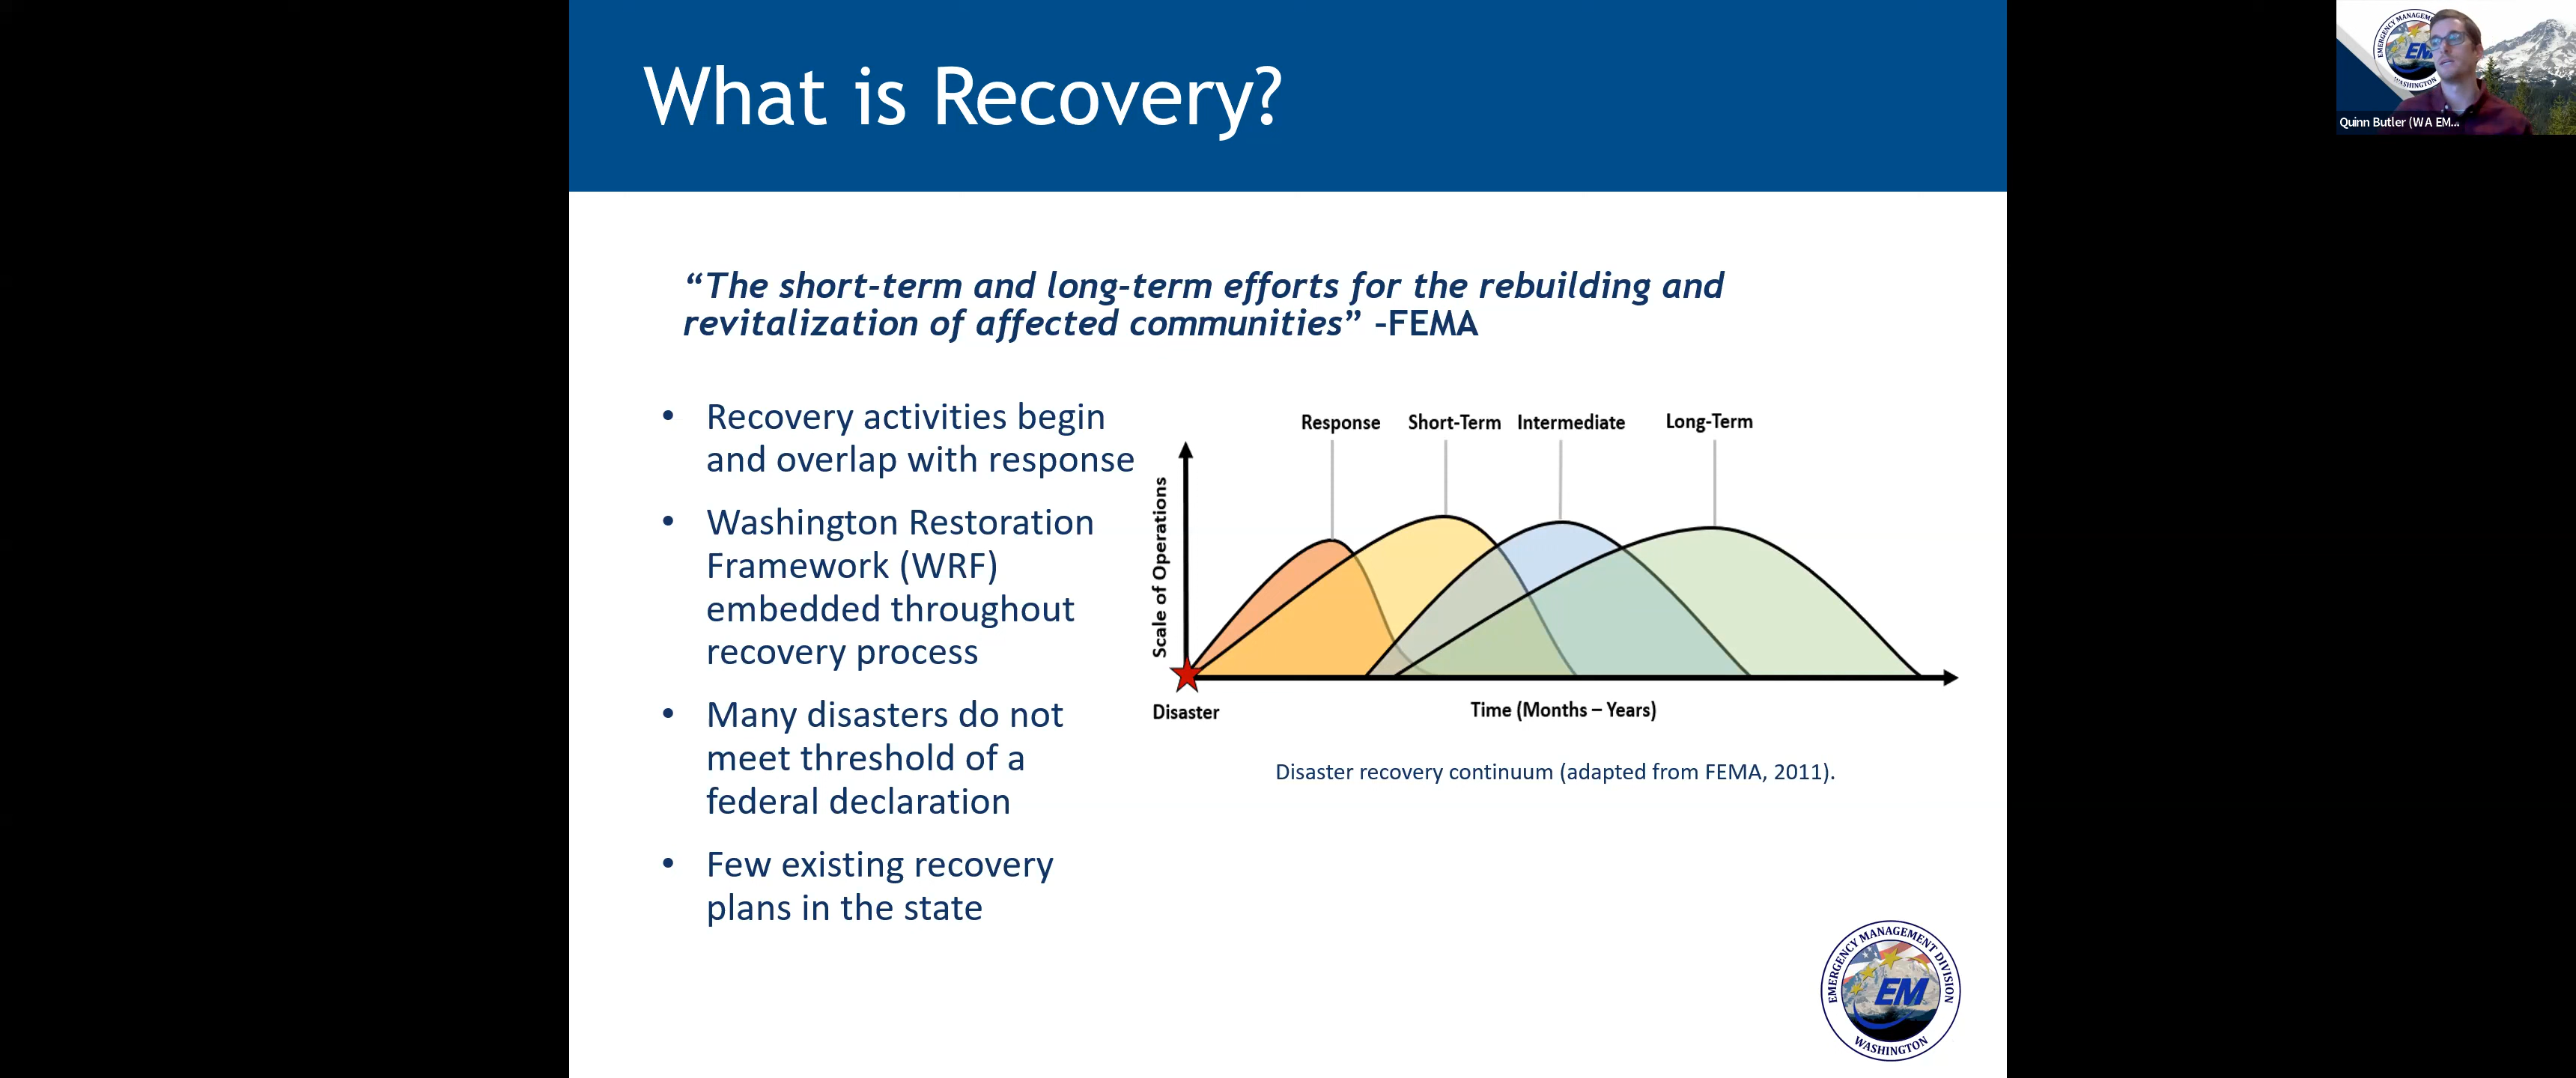 What is Recovery?
“The short-term and long-term efforts for the rebuilding and
revitalization of affected communities” –FEMA
• Recovery activities begin
and overlap with response
• Washington Restoration
Framework (WRF)
embedded throughout
recovery process
• Many disasters do not
meet threshold of a
federal declaration
• Few existing recovery
plans in the state
Response Short-Term Intermediate Long-Term
Scale of Operations
Disaster
Time (Months – Years)
Disaster recovery continuum (adapted from FEMA, 2011).
EMERGENCY MANAGEMENT DIVISION
EM
WASHINGTON
EMERGENCY MANAGEMENT
EM
WASHINGTON
Quinn Butler (WA EM...